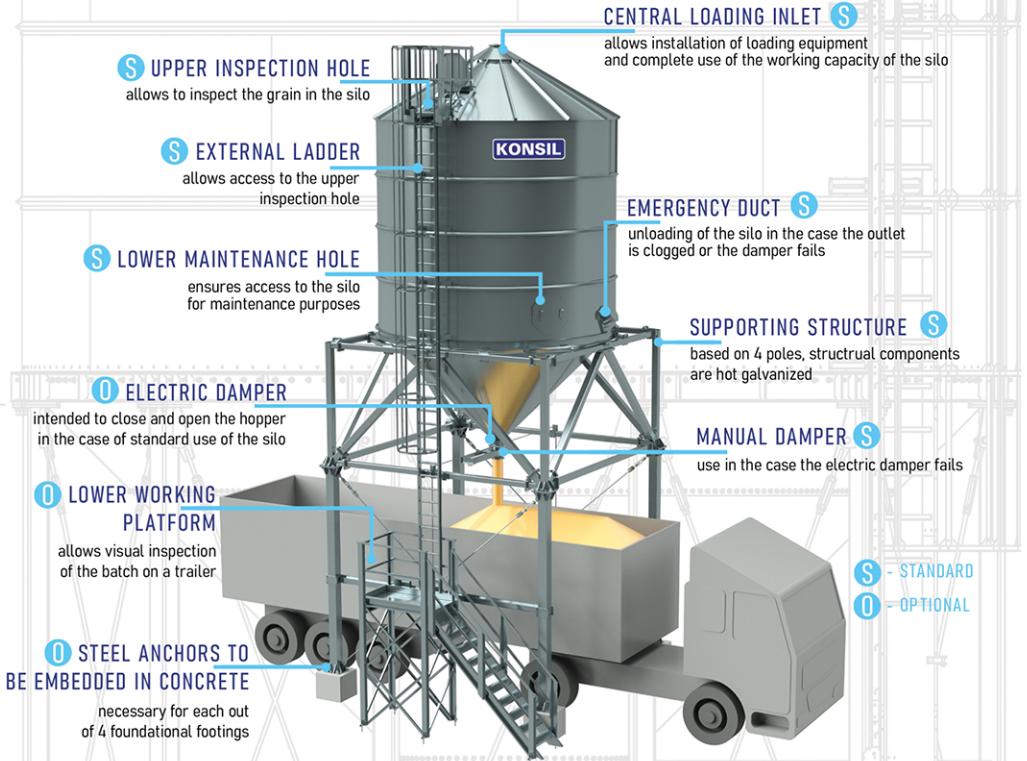 CENTRAL LOADING INLET S
allows installation of loading equipment
and complete use of the working capacity of the silo
S UPPER INSPECTION HOLE
allows to inspect the grain in the silo
KONSIL
S EXTERNAL LADDER
allows access to the upper
inspection hole
EMERGENCY DUCT S
unloading of the silo in the case the outlet
is clogged or the damper fails
S LOWER MAINTENANCE HOLE
ensures access to the silo
for maintenance purposes
SUPPORTING STRUCTURE S
based on 4 poles, structrual components
are hot galvanized
O ELECTRIC DAMPER
intended to close and open the hopper
in the case of standard use of the silo
MANUAL DAMPER S
use in the case the electric damper fails
O LOWER WORKING
PLATFORM
allows visual inspection
of the batch on a trailer
S - STANDARD
O - OPTIONAL
O STEEL ANCHORS TO
BE EMBEDDED IN CONCRETE
necessary for each out
of 4 foundational footings